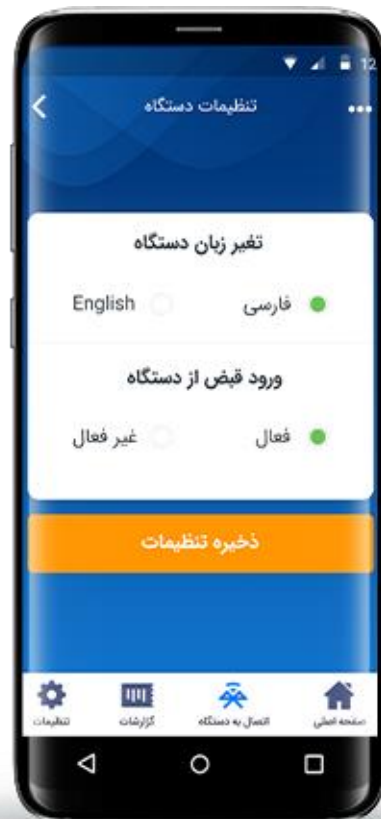 12
تنظیمات دستگاه
تغیر زبان دستگاه
فارسی English
ورود قبض از دستگاه
فعال غیر فعال
ذخیره تنظیمات
صفحه اصلی اتصال به دستگاه گزارشات تنظیمات